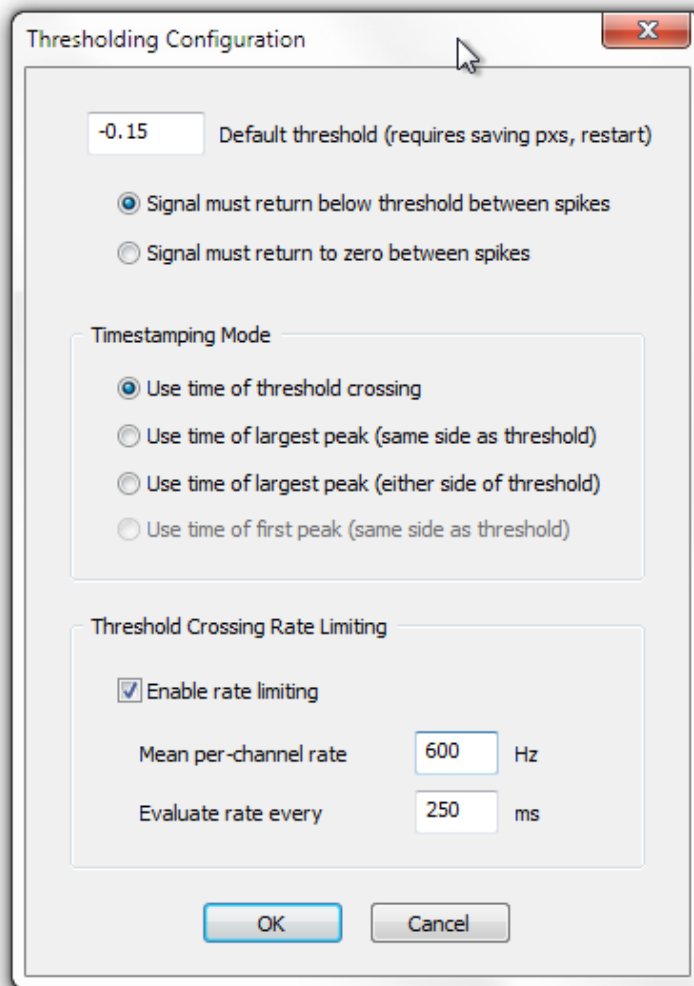 Thresholding Configuration
-0.15 Default threshold (requires saving pxs, restart)
Signal must return below threshold between spikes
Signal must return to zero between spikes
Timestamping Mode
Use time of threshold crossing
Use time of largest peak (same side as threshold)
Use time of largest peak (either side of threshold)
Use time of first peak (same side as threshold)
Threshold Crossing Rate Limiting
Enable rate limiting
Mean per-channel rate 600 Hz
Evaluate rate every 250 ms
OK Cancel